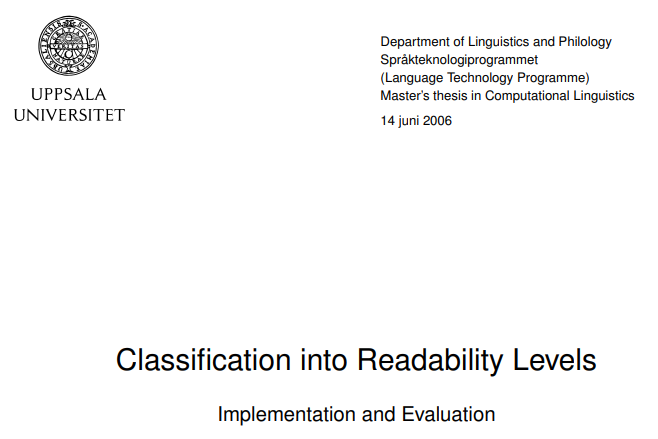 UPPSALA
UNIVERSITET
Department of Linguistics and Philology
Språkteknologiprogrammet
(Language Technology Programme)
Master's thesis in Computational Linguistics
14 juni 2006
Classification into Readability Levels
Implementation and Evaluation